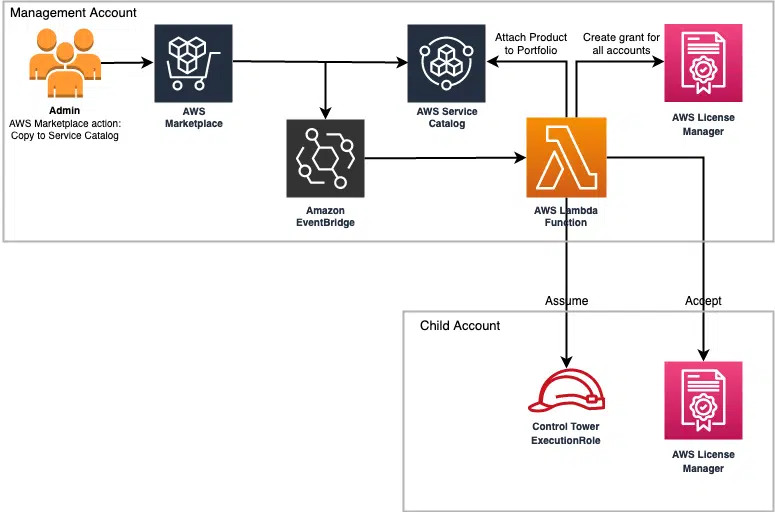 Management Account
Attach Product
to Portfolio
Create grant for
all accounts
Admin
AWS Marketplace action:
Copy to Service Catalog
AWS
Marketplace
AWS Service
Catalog
AWS License
Manager
Amazon
EventBridge
AWS Lambda
Function
Assume
Accept
Child Account
Control Tower
ExecutionRole
AWS License
Manager